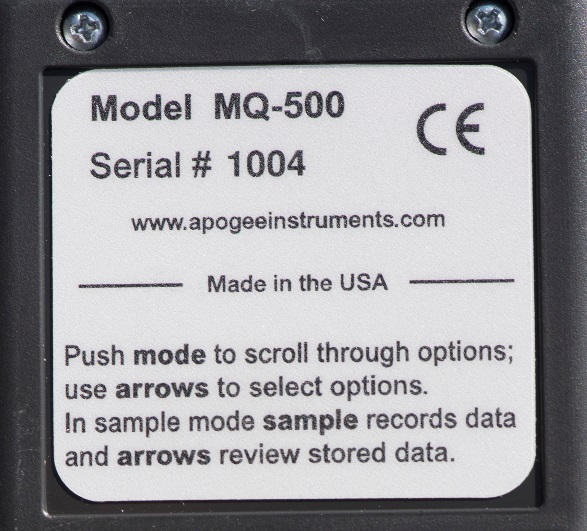 Model MQ-500
CE
Serial # 1004
www.apogeeinstruments.com
Made in the USA
Push mode to scroll through options;
use arrows to select options.
In sample mode sample records data
and arrows review stored data.